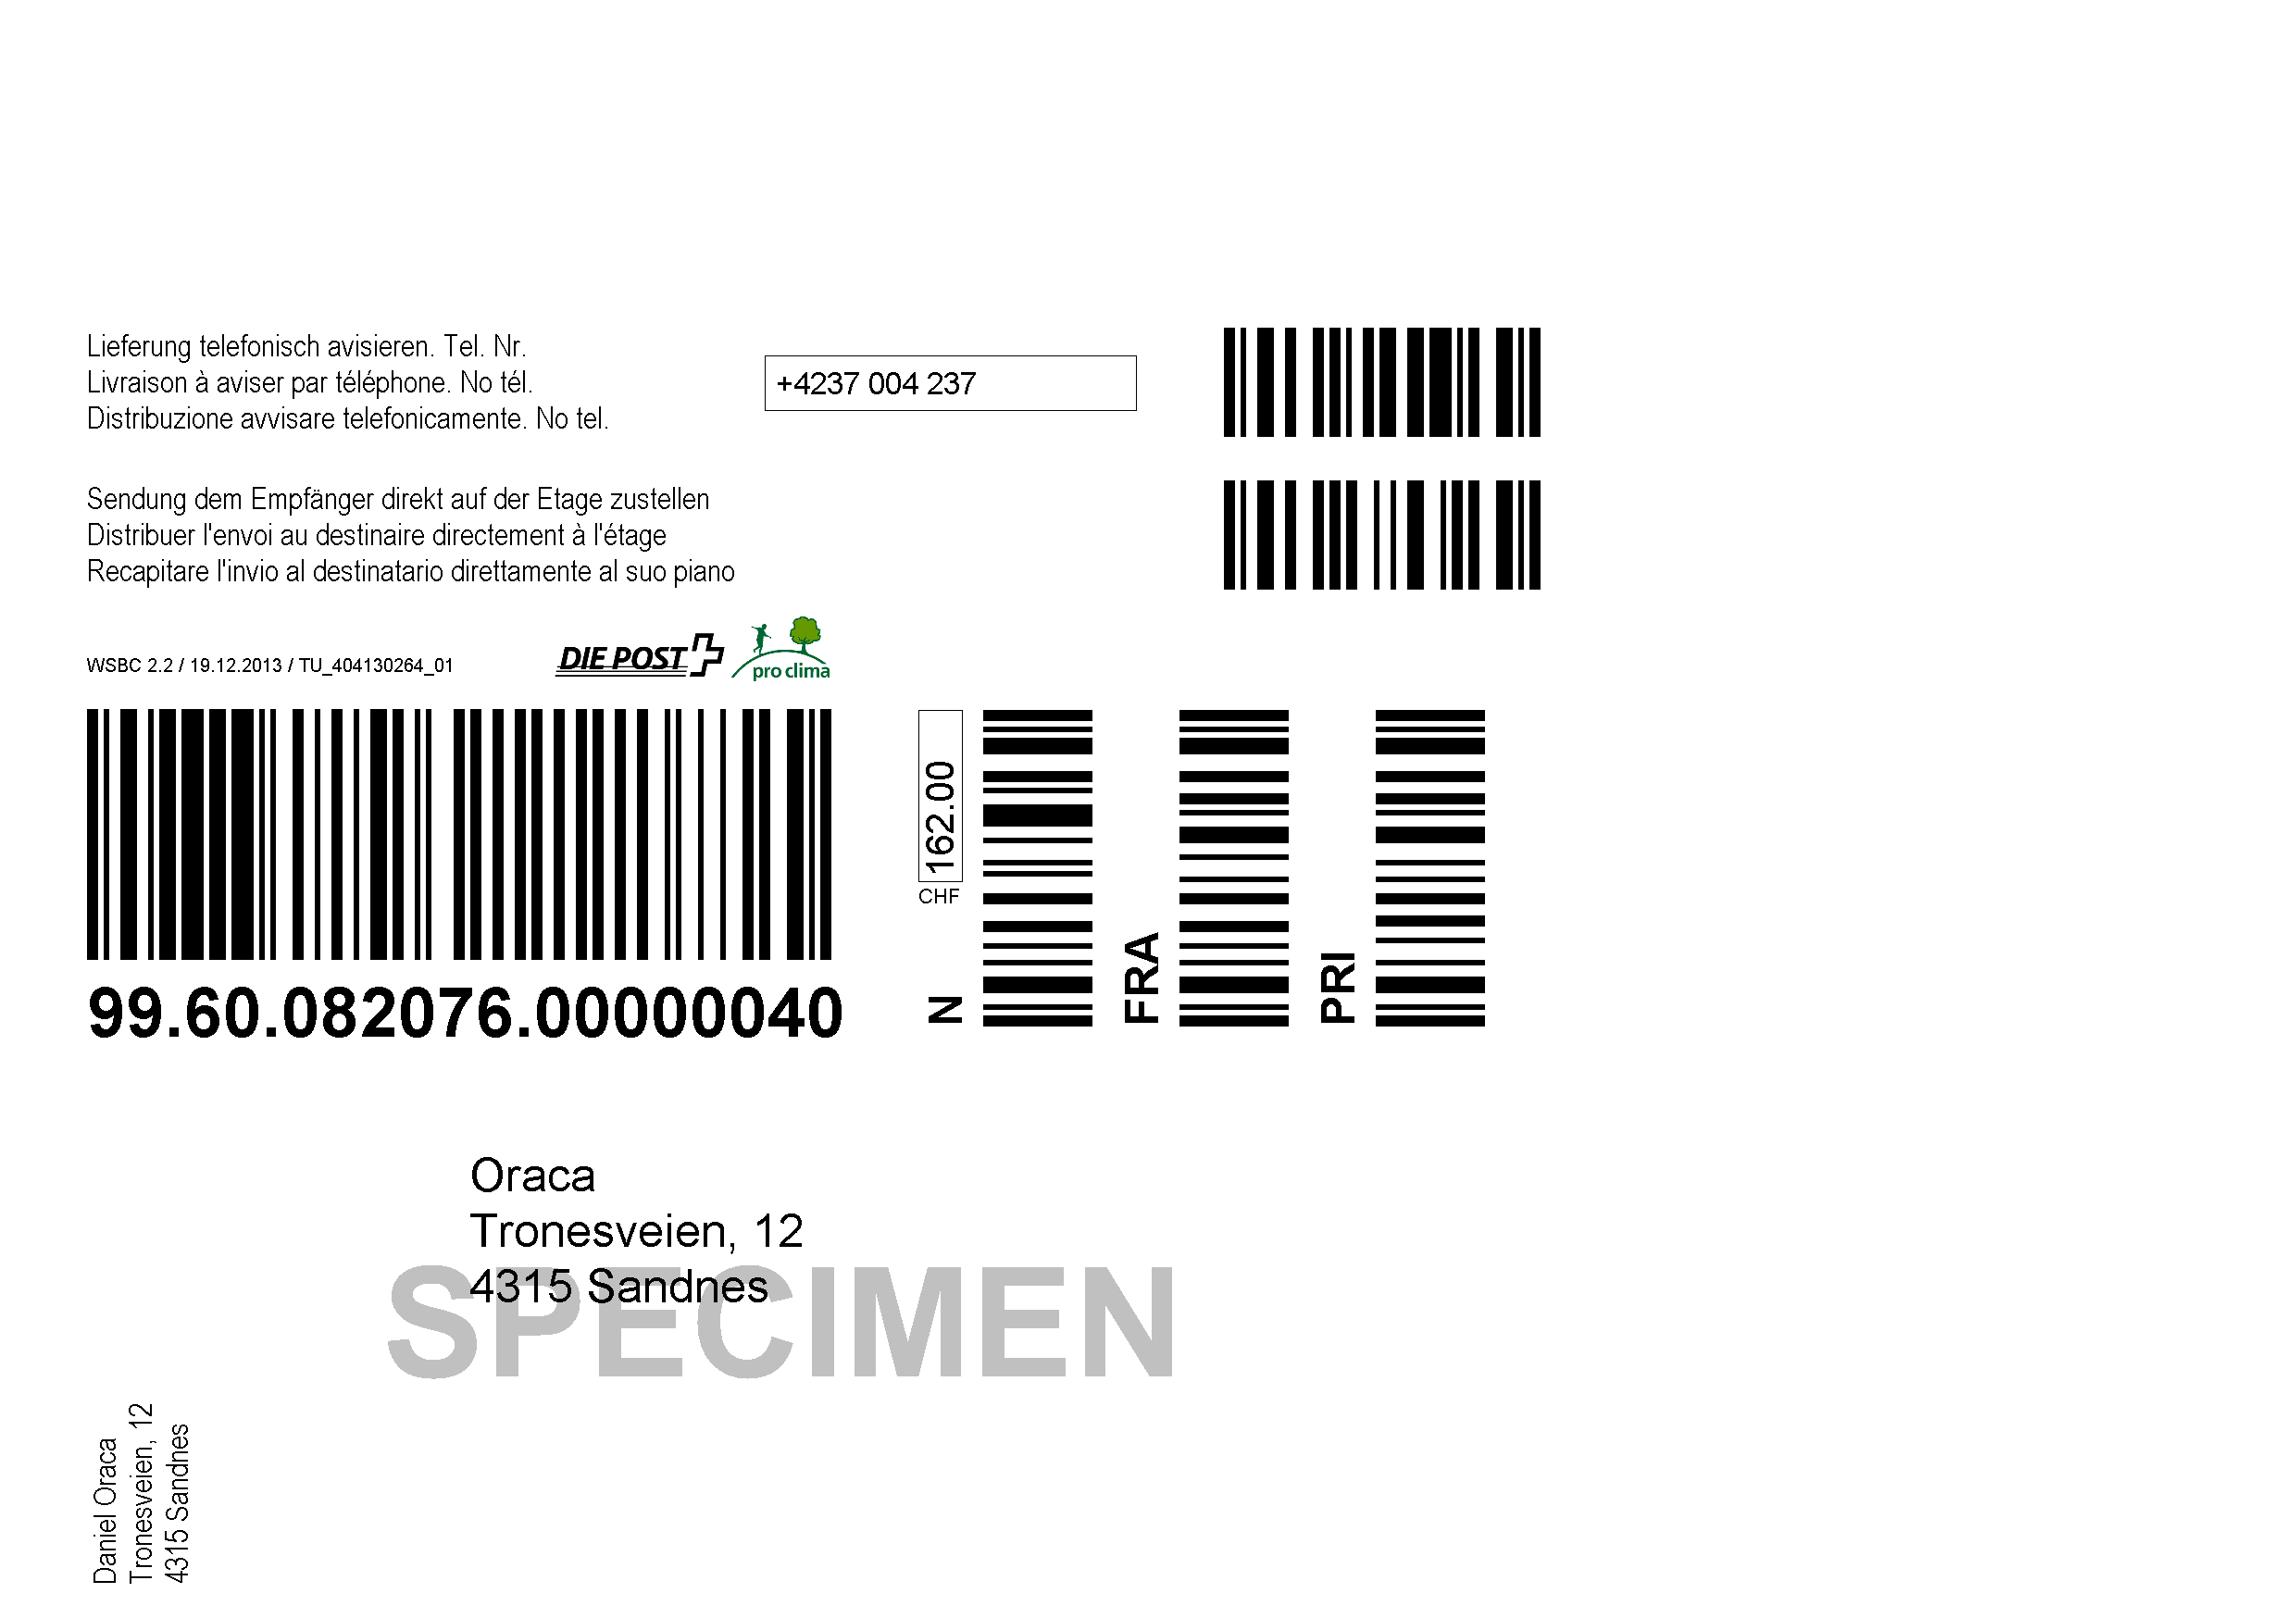 Lieferung telefonisch avisieren. Tel. Nr.
Livraison à aviser par téléphone. No tél.
Distribuzione avvisare telefonicamente. No tel.
+4237 004 237
Sendung dem Empfänger direkt auf der Etage zustellen
Distribuer l'envoi au destinaire directement à l'étage
Recapitare l'invio al destinatario direttamente al suo piano
WSBC 2.2 / 19.12.2013 / TU_404130264_01
DIE POST
pro clima
99.60.082076.00000040
162.00
CHF
N
FRA
PRI
Oraca
Tronesveien, 12
4315 Sandnes
SPECIMEN
Daniel Oraca
Tronesveien, 12
4315 Sandnes